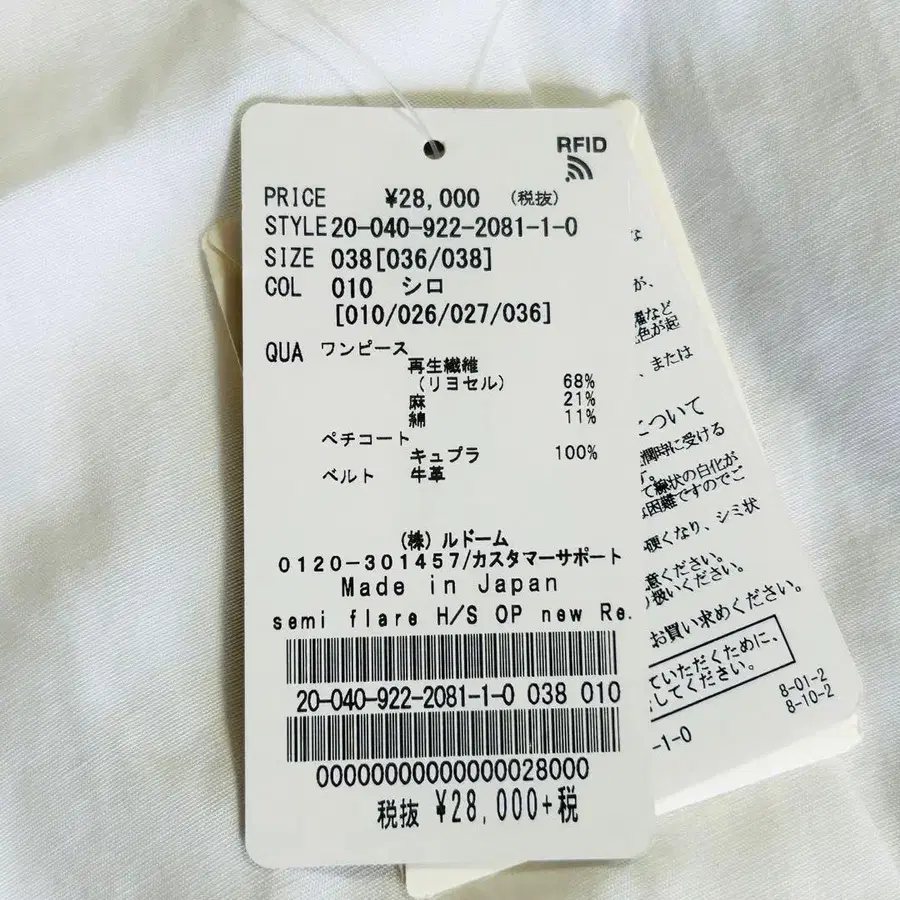 RFID
PRICE ¥28,000 (税抜)
STYLE 20-040-922-2081-1-0
SIZE 038[036/038]
COL 010 シロ
[010/026/027/036]
QUA ワンピース
再生繊維
(リヨセル) 68%
麻 21%
綿 11%
ペチコート
キュプラ 100%
ベルト 牛革
(株)ルドーム
0120-301457/カスタマーサポート
Made in Japan
semi flare H/S OP new Re.
20-040-922-2081-1-0 038 010
00000000000000028000
税抜 ¥28,000+税
な
が、
など
色が起
、または
について
時に受ける
て線状の白化が
困難ですのでご
硬くなり、シミ状
意ください。
扱いください。
お買い求めください。
ていただくために、
してください。
8-01-2
8-10-2
-1-0